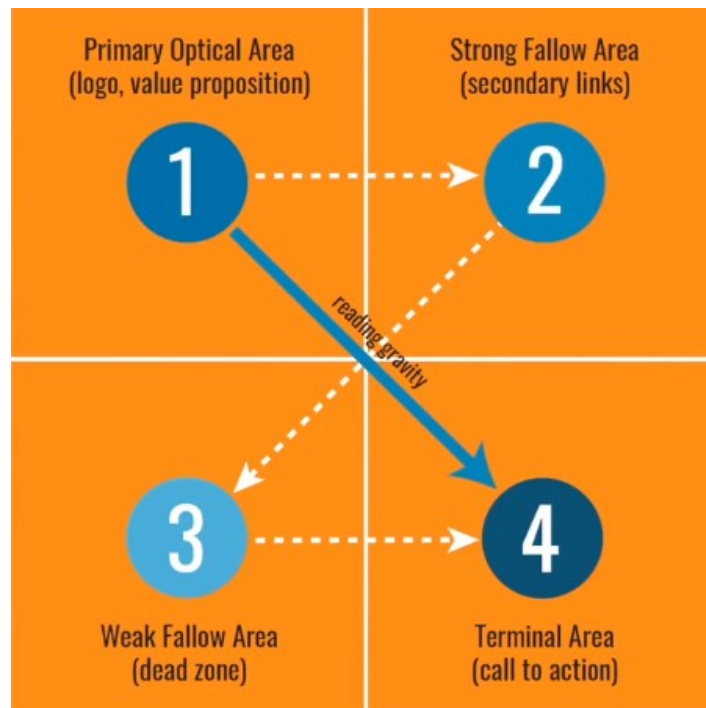 Primary Optical Area
(logo, value proposition)
Strong Fallow Area
(secondary links)
1
2
reading gravity
3
4
Weak Fallow Area
(dead zone)
Terminal Area
(call to action)